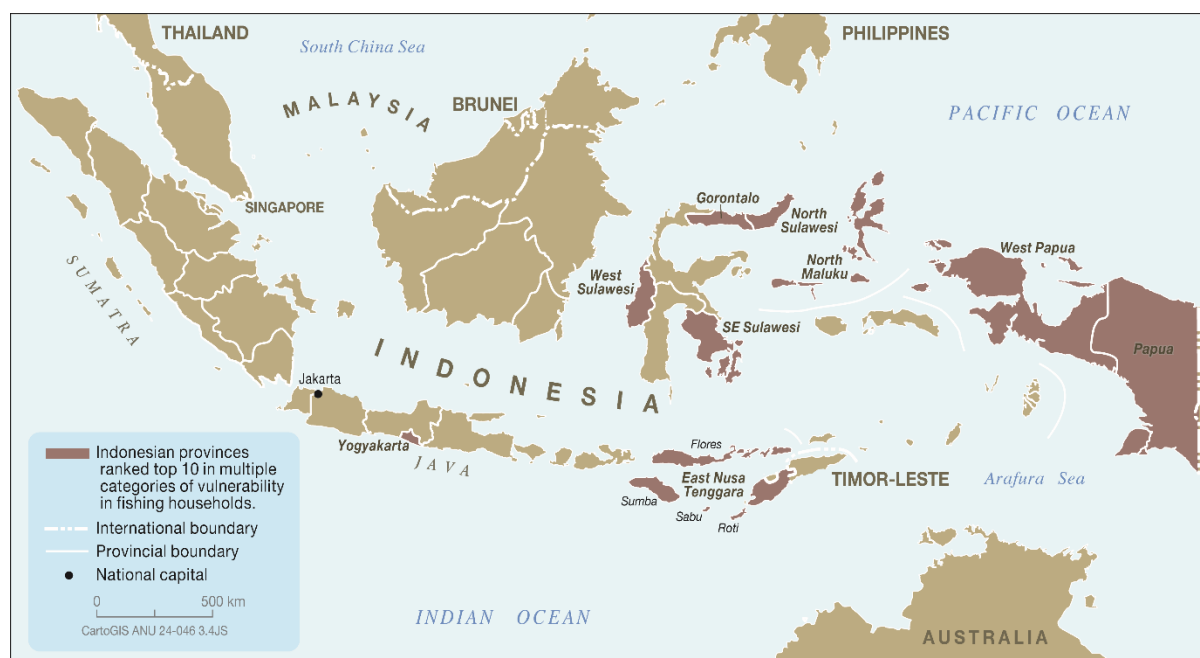 THAILAND
South China Sea
PHILIPPINES
MALAYSIA
BRUNEI
PACIFIC OCEAN
SINGAPORE
Gorontalo
North
Sulawesi
West Papua
North
Maluku
West
Sulawesi
SUMATRA
SE Sulawesi
Papua
INDONESIA
Jakarta
Yogyakarta
JAVA
Flores
East Nusa
Tenggara
TIMOR-LESTE
Arafura Sea
Sumba
Sabu
Roti
Indonesian provinces
ranked top 10 in multiple
categories of vulnerability
in fishing households.
International boundary
Provincial boundary
National capital
0 500 km
CartoGIS ANU 24-046 3.4JS
INDIAN OCEAN
AUSTRALIA